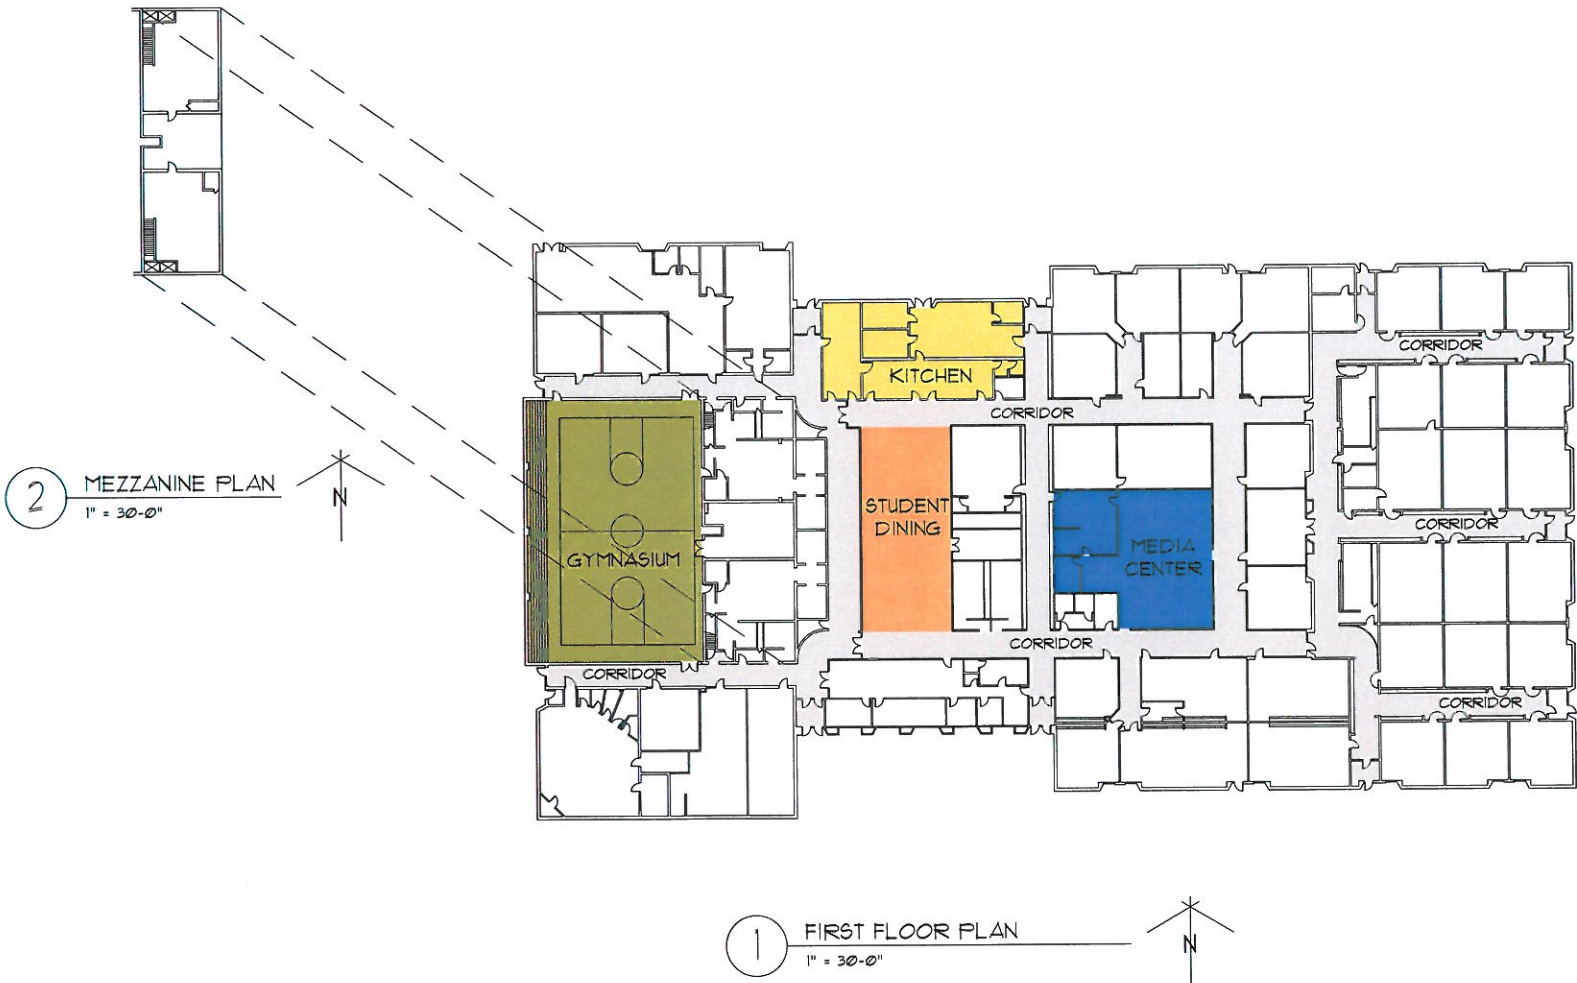 KITCHEN
CORRIDOR
CORRIDOR
STUDENT
DINING
MEDIA
CENTER
GYMNASIUM
CORRIDOR
CORRIDOR
CORRIDOR
CORRIDOR
2
MEZZANINE PLAN
1" = 30-0"
N
1
FIRST FLOOR PLAN
1" = 30-0"
N